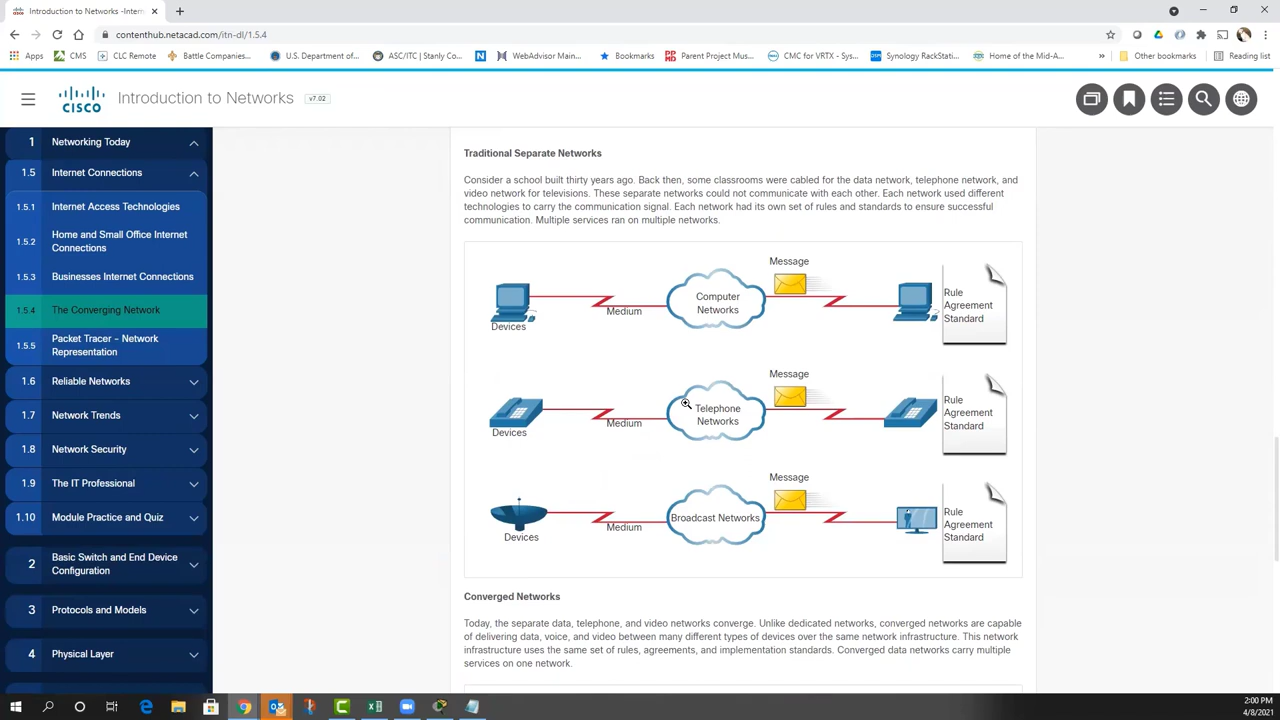 Introduction to Networks -Intern
contenthub.netacad.com/itn-dl/1.5.4
Apps
CMS
CLC Remote
Battle Companies...
U.S. Department of...
ASC/ITC | Stanly Co...
WebAdvisor Main...
Bookmarks
Parent Project Mus...
CMC for VRTX - Sys...
Synology RackStati...
Home of the Mid-A...
»
Other bookmarks
Reading list
CISCO
Introduction to Networks
v7.02
1 Networking Today
1.5 Internet Connections
1.5.1 Internet Access Technologies
1.5.2 Home and Small Office Internet
Connections
1.5.3 Businesses Internet Connections
1.5.4 The Converging Network
1.5.5 Packet Tracer – Network
Representation
1.6 Reliable Networks
1.7 Network Trends
1.8 Network Security
1.9 The IT Professional
1.10 Module Practice and Quiz
2 Basic Switch and End Device
Configuration
3 Protocols and Models
4 Physical Layer
Traditional Separate Networks
Consider a school built thirty years ago. Back then, some classrooms were cabled for the data network, telephone network, and
video network for televisions. These separate networks could not communicate with each other. Each network used different
technologies to carry the communication signal. Each network had its own set of rules and standards to ensure successful
communication. Multiple services ran on multiple networks.
Message
Computer
Networks
Medium
Devices
Rule
Agreement
Standard
Message
Telephone
Networks
Medium
Devices
Rule
Agreement
Standard
Message
Broadcast Networks
Medium
Devices
Rule
Agreement
Standard
Converged Networks
Today, the separate data, telephone, and video networks converge. Unlike dedicated networks, converged networks are capable
of delivering data, voice, and video between many different types of devices over the same network infrastructure. This network
infrastructure uses the same set of rules, agreements, and implementation standards. Converged data networks carry multiple
services on one network.
2:00 PM
4/8/2021